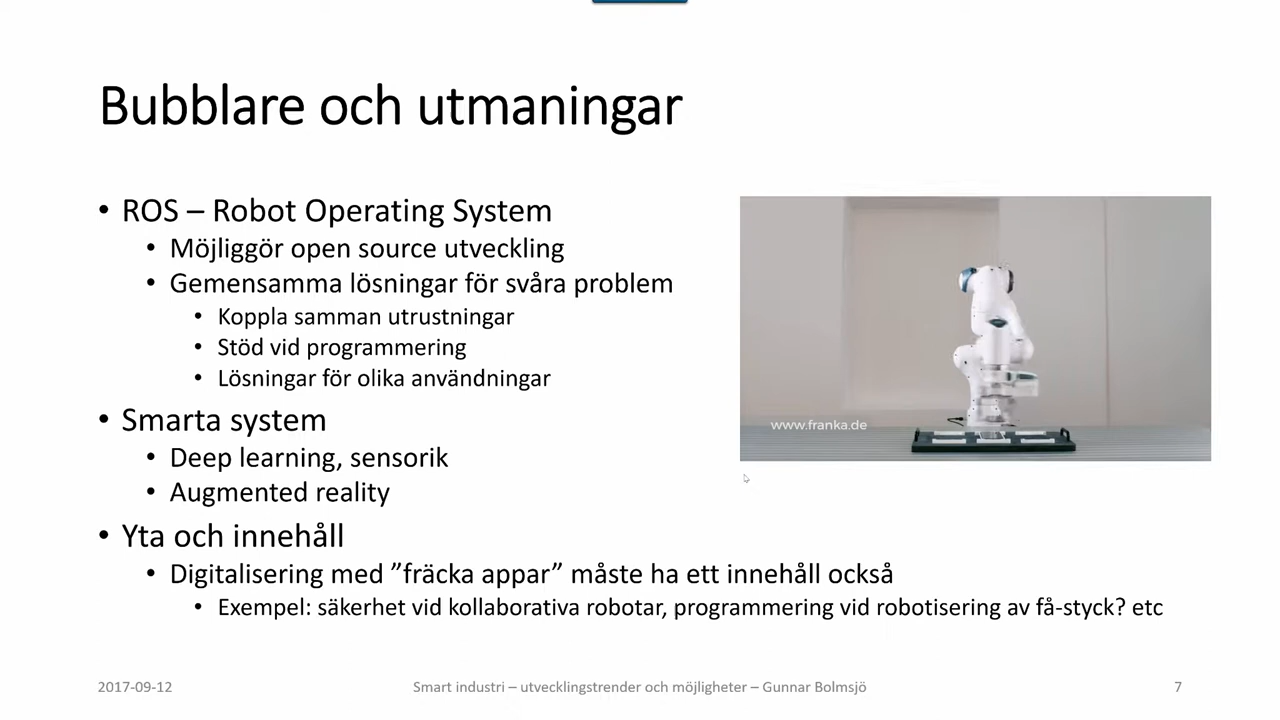 Bubblare och utmaningar
• ROS – Robot Operating System
• Möjliggör open source utveckling
• Gemensamma lösningar för svåra problem
• Koppla samman utrustningar
• Stöd vid programmering
• Lösningar för olika användningar
• Smarta system
• Deep learning, sensorik
• Augmented reality
• Yta och innehåll
• Digitalisering med ”fräcka appar” måste ha ett innehåll också
• Exempel: säkerhet vid kollaborativa robotar, programmering vid robotisering av få-styck? etc
www.franka.de
2017-09-12
Smart industri – utvecklingstrender och möjligheter – Gunnar Bolmsjö
7